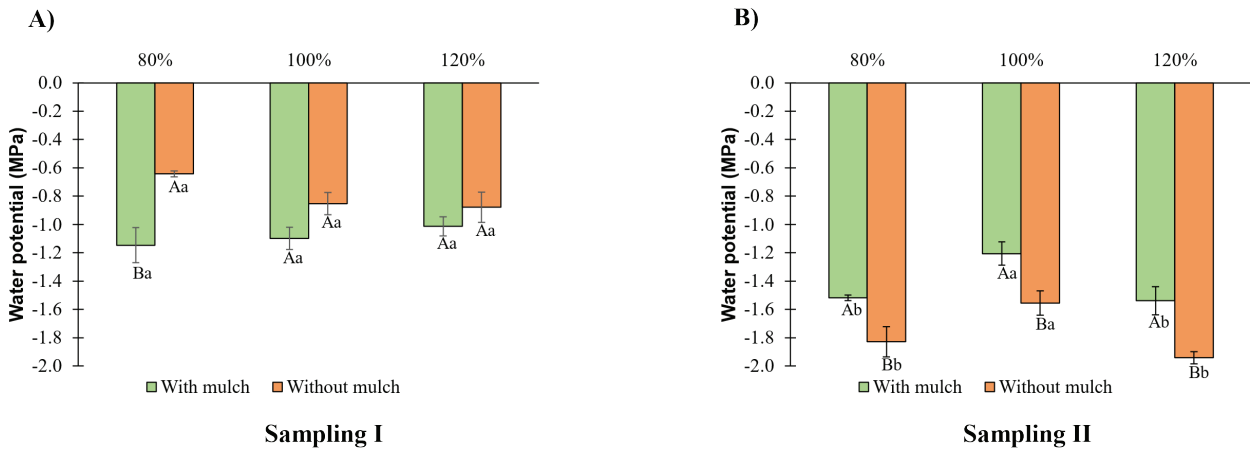 A)
80% 100% 120%
0.0
-0.2
-0.4
-0.6
-0.8
-1.0
-1.2
-1.4
-1.6
-1.8
-2.0
Water potential (MPa)
Ba Aa Aa Aa Aa Aa
With mulch Without mulch
Sampling I
B)
80% 100% 120%
0.0
-0.2
-0.4
-0.6
-0.8
-1.0
-1.2
-1.4
-1.6
-1.8
-2.0
Water potential (MPa)
Ab Bb Aa Ba Ab Bb
With mulch Without mulch
Sampling II